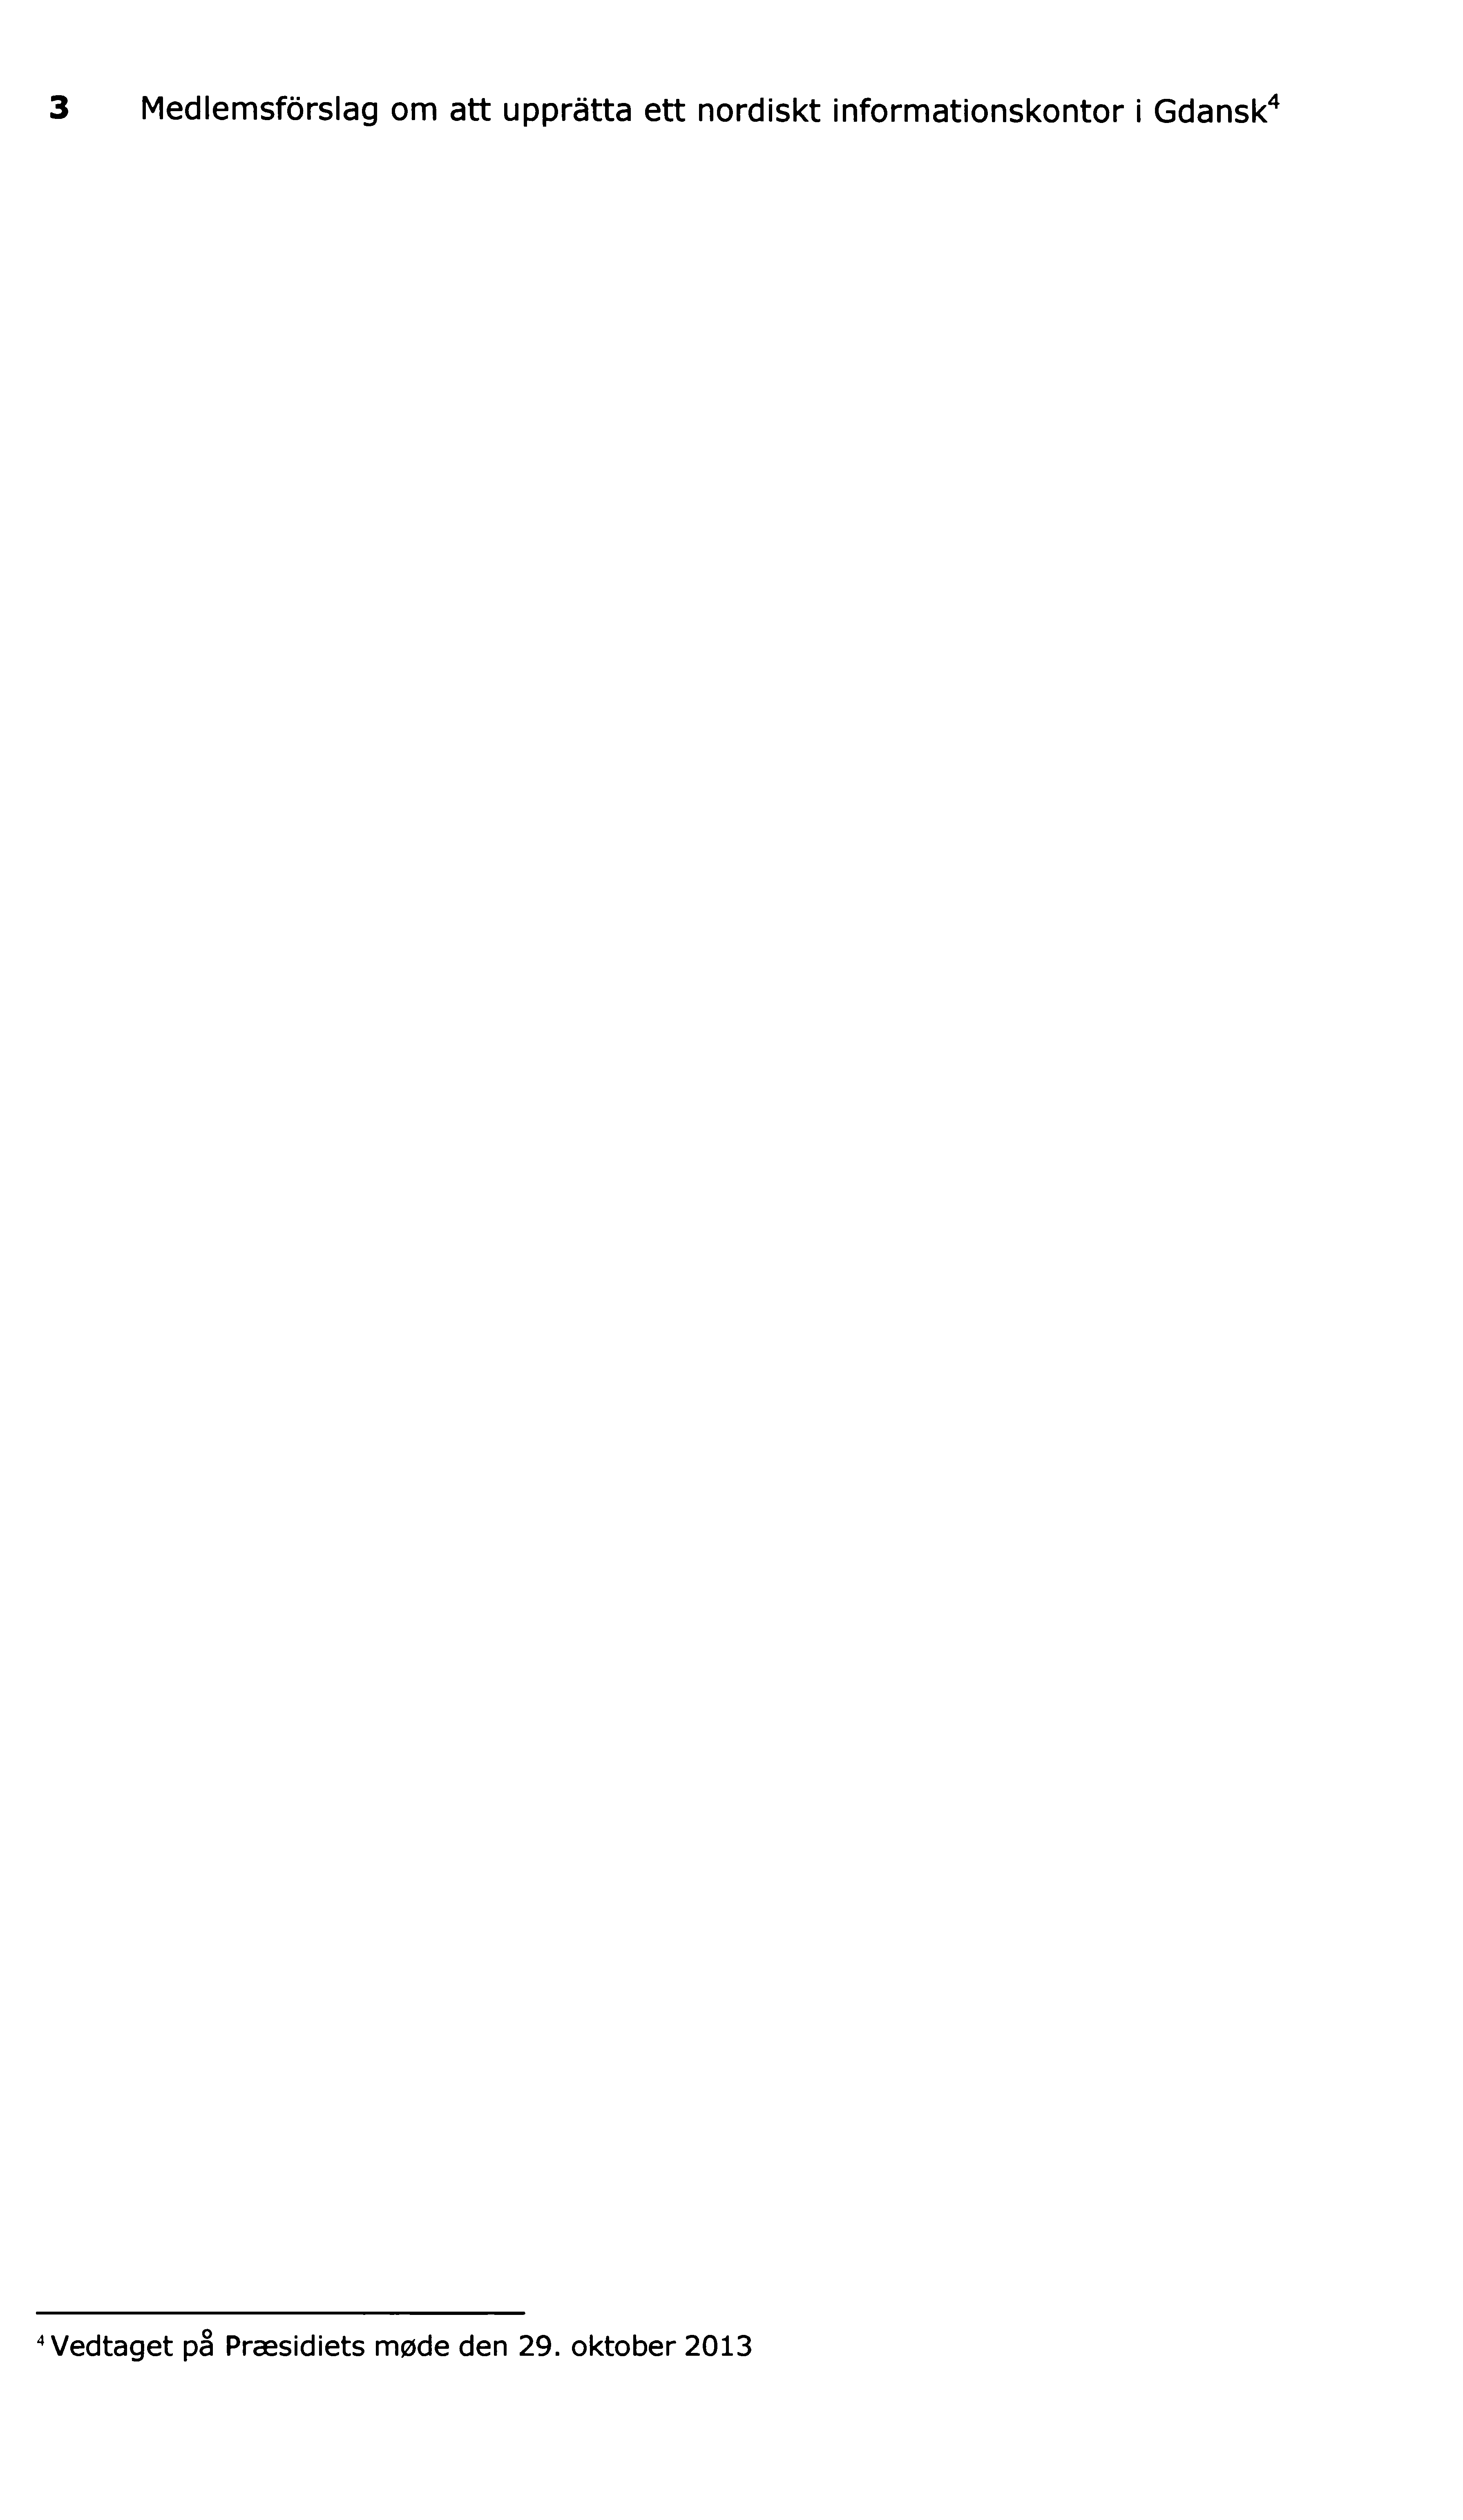 3 Medlemsförslag om att upprätta ett nordiskt informationskontor i Gdansk⁴
⁴ Vedtaget på Præsidiets møde den 29. oktober 2013